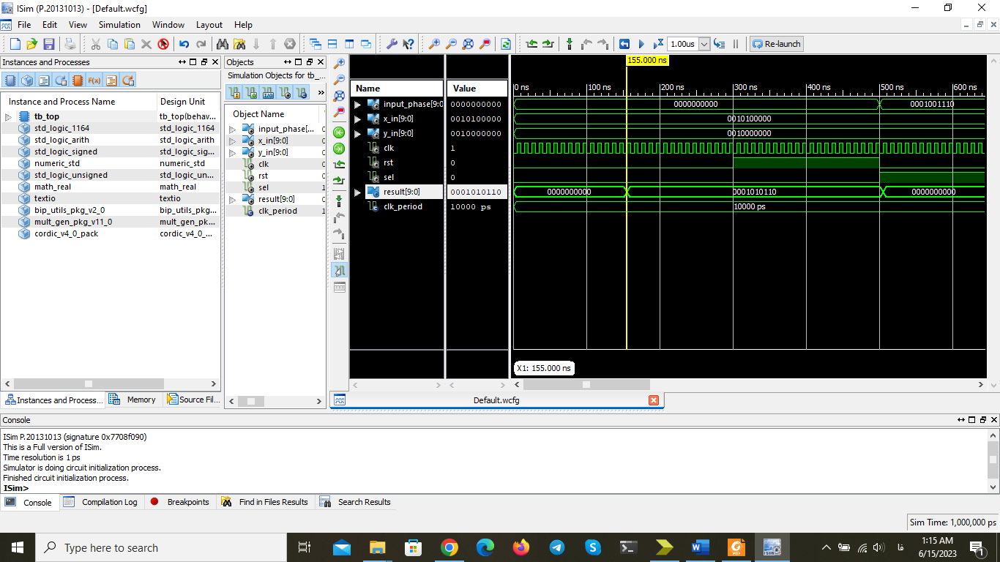 ISim (P.20131013) - [Default.wcfg]
File Edit View Simulation Window Layout Help
1.00us Re-launch
Instances and Processes
Instance and Process Name Design Unit
tb_top tb_top(behav...
std_logic_1164 std_logic_1164
std_logic_arith std_logic_arith
std_logic_signed std_logic_sig...
numeric_std numeric_std
std_logic_unsigned std_logic_un...
math_real math_real
textio textio
bip_utils_pkg_v2_0 bip_utils_pkg...
mult_gen_pkg_v11_0 mult_gen_pk...
cordic_v4_0_pack cordic_v4_0_...
Instances and Process... Memory Source Fil...
Objects
Simulation Objects for tb_...
»
Object Name
input_phase[...
x_in[9:0]
y_in[9:0]
clk
rst
sel 1
result[9:0]
clk_period 1
Name Value
input_phase[9:0 0000000000
x_in[9:0] 0010100000
y_in[9:0] 0010000000
clk 1
rst 0
sel 0
result[9:0] 0001010110
clk_period 10000 ps
155.000 ns
0 ns 100 ns 200 ns 300 ns 400 ns 500 ns 600 ns
0000000000 0001001110
0010100000
0010000000
0000000000 0001010110 0000000000
10000 ps
X1: 155.000 ns
Default.wcfg
Console
ISim P.20131013 (signature 0x7708f090)
This is a Full version of ISim.
Time resolution is 1 ps
Simulator is doing circuit initialization process.
Finished circuit initialization process.
ISim>
Console Compilation Log Breakpoints Find in Files Results Search Results
Sim Time: 1,000,000 ps
Type here to search
فا
1:15 AM
6/15/2023
1